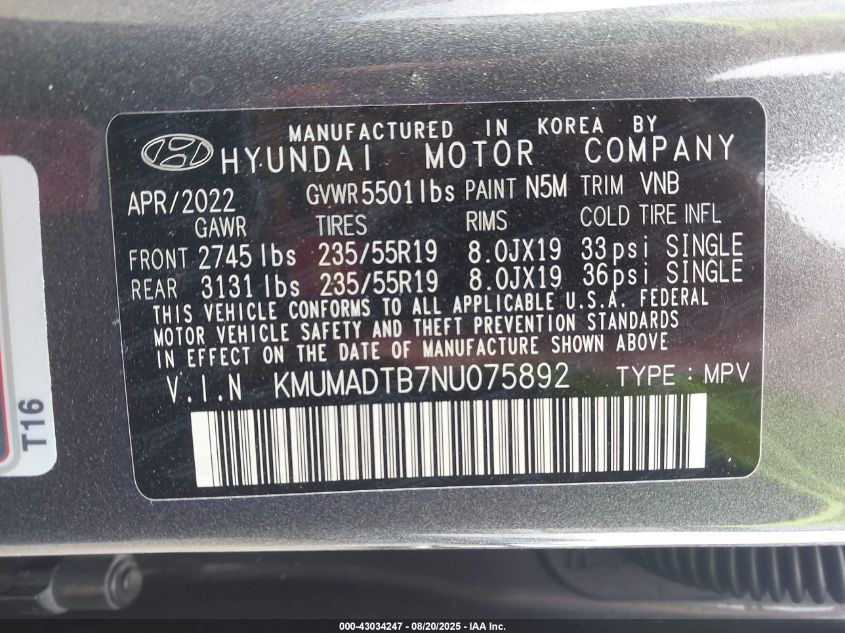 MANUFACTURED IN KOREA BY
HYUNDAI MOTOR COMPANY
APR/2022 GVWR 5501lbs PAINT N5M TRIM VNB
GAWR TIRES RIMS COLD TIRE INFL
FRONT 2745 lbs 235/55R19 8.0JX19 33psi SINGLE
REAR 3131 lbs 235/55R19 8.0JX19 36psi SINGLE
THIS VEHICLE CONFORMS TO ALL APPLICABLE U.S.A. FEDERAL
MOTOR VEHICLE SAFETY AND THEFT PREVENTION STANDARDS
IN EFFECT ON THE DATE OF MANUFACTURE SHOWN ABOVE
V.I.N KMUMADTB7NU075892 TYPE : MPV
T16
000-43034247 - 08/20/2025 - IAA Inc.